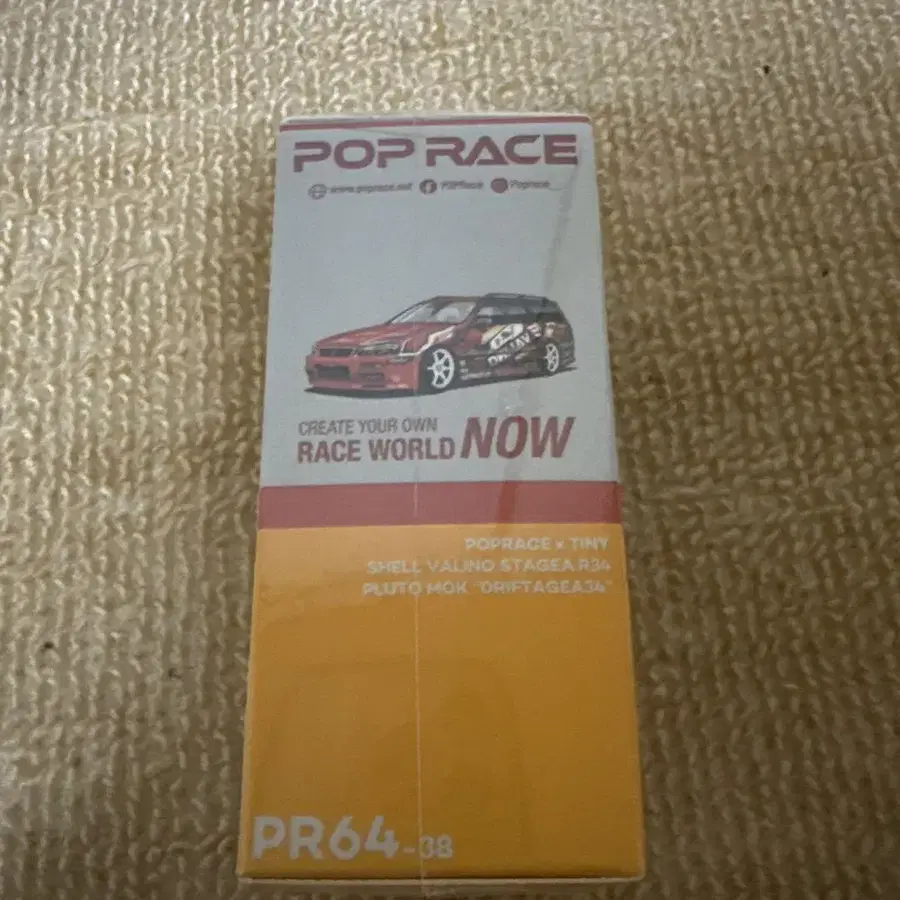 POP RACE
www.poprace.net POPRace Poprace_
CREATE YOUR OWN
RACE WORLD NOW
POPRACE x TINY
SHELL VALINO STAGEA R34
PLUTO MOK "DRIFTAGEA34"
PR64-38